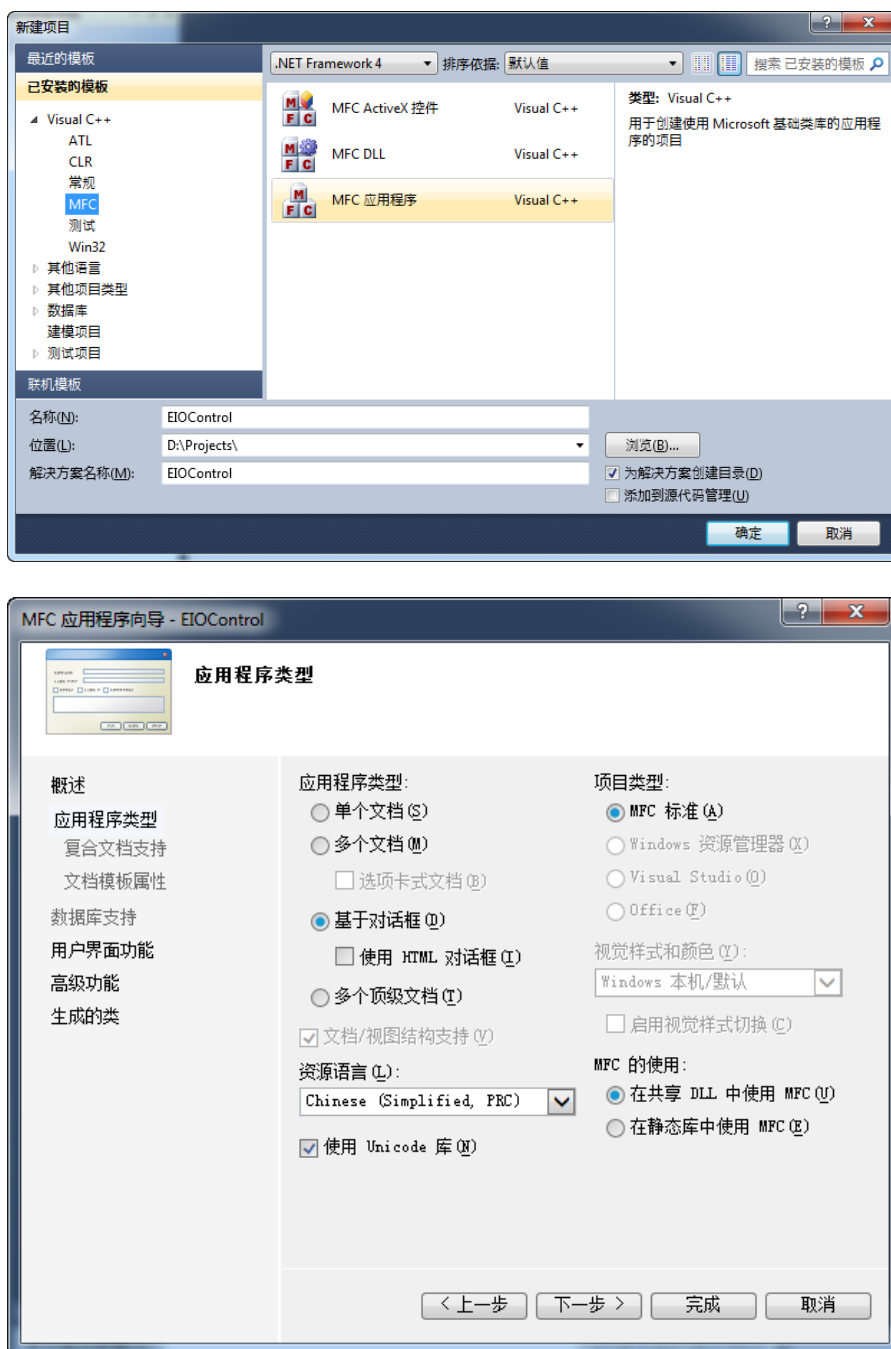 新建项目
最近的模板
.NET Framework 4 排序依据: 默认值 搜索 已安装的模板
已安装的模板
Visual C++
ATL
CLR
常规
MFC
测试
Win32
其他语言
其他项目类型
数据库
建模项目
测试项目
联机模板
MFC ActiveX 控件 Visual C++
MFC DLL Visual C++
MFC 应用程序 Visual C++
类型: Visual C++
用于创建使用 Microsoft 基础类库的应用程
序的项目
名称(N): EIOControl
位置(L): D:\Projects\ 浏览(B)...
解决方案名称(M): EIOControl
为解决方案创建目录(D)
添加到源代码管理(U)
确定 取消
MFC 应用程序向导 - EIOControl
应用程序类型
概述
应用程序类型
复合文档支持
文档模板属性
数据库支持
用户界面功能
高级功能
生成的类
应用程序类型:
单个文档(S)
多个文档(M)
选项卡式文档(B)
基于对话框(D)
使用 HTML 对话框(I)
多个顶级文档(T)
文档/视图结构支持(V)
资源语言(L):
Chinese (Simplified, PRC)
使用 Unicode 库(N)
项目类型:
MFC 标准(A)
Windows 资源管理器(X)
Visual Studio(O)
Office(F)
视觉样式和颜色(Y):
Windows 本机/默认
启用视觉样式切换(C)
MFC 的使用:
在共享 DLL 中使用 MFC(U)
在静态库中使用 MFC(E)
< 上一步 下一步 > 完成 取消